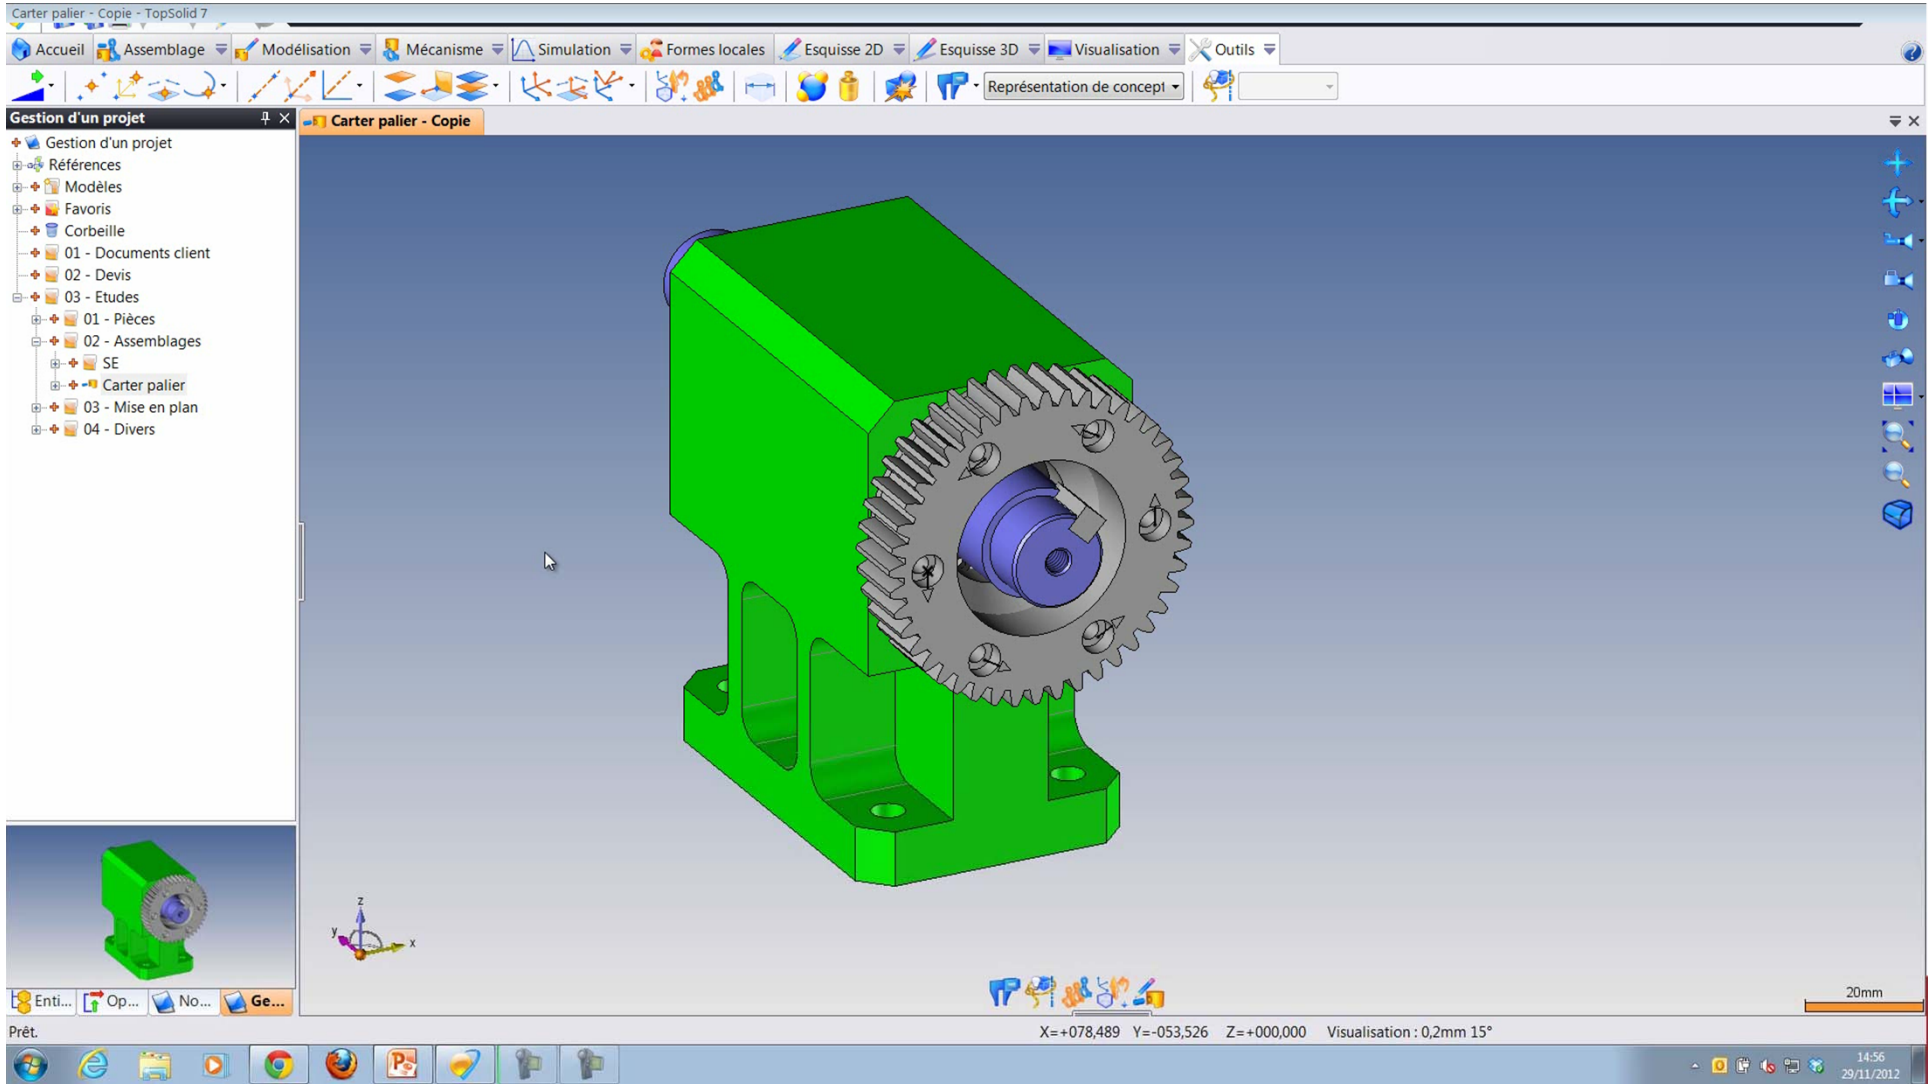 Carter palier - Copie - TopSolid 7
Accueil Assemblage Modélisation Mécanisme Simulation Formes locales Esquisse 2D Esquisse 3D Visualisation Outils
Représentation de concept
Gestion d'un projet
Carter palier - Copie
Gestion d'un projet
Références
Modèles
Favoris
Corbeille
01 - Documents client
02 - Devis
03 - Etudes
01 - Pièces
02 - Assemblages
SE
Carter palier
03 - Mise en plan
04 - Divers
z
y
x
20mm
Enti... Op... No... Ge...
Prêt.
X=+078,489 Y=-053,526 Z=+000,000 Visualisation : 0,2mm 15°
14:56
29/11/2012